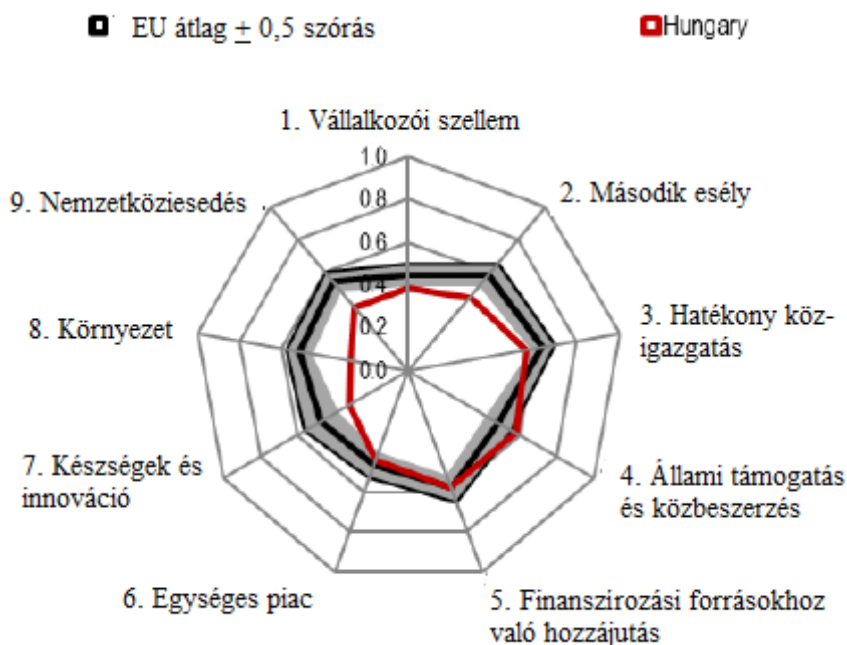 EU átlag ± 0,5 szórás
Hungary
1. Vállalkozói szellem
1.0
0.8
0.6
0.4
0.2
0.0
2. Második esély
3. Hatékony köz-
igazgatás
4. Állami támogatás
és közbeszerzés
5. Finanszírozási forrásokhoz
való hozzájutás
6. Egységes piac
7. Készségek és
innováció
8. Környezet
9. Nemzetköziesedés